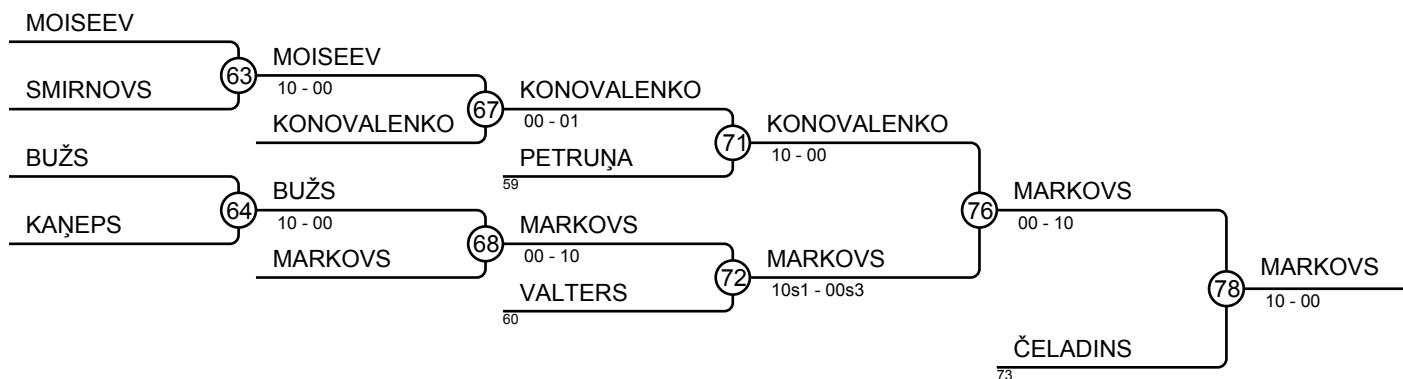 MOISEEV
SMIRNOVS
63
MOISEEV
10 - 00
KONOVALENKO
67
KONOVALENKO
00 - 01
PETRUŅA
59
71
KONOVALENKO
10 - 00
BUŽS
KAŅEPS
64
BUŽS
10 - 00
MARKOVS
68
MARKOVS
00 - 10
VALTERS
60
72
MARKOVS
10s1 - 00s3
76
MARKOVS
00 - 10
ČELADINS
73
78
MARKOVS
10 - 00